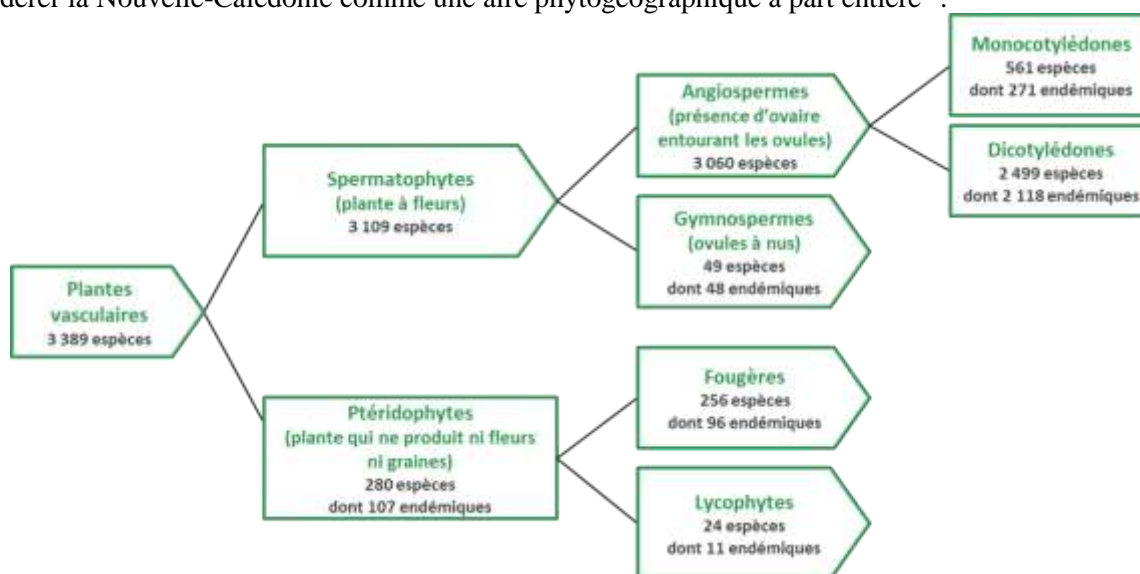 dérer la Nouvelle-Calédonie comme une aire phytogéographique à part entière
Monocotylédones
561 espèces
dont 271 endémiques
Angiospermes
(présence d'ovaire
entourant les ovules)
3 060 espèces
Dicotylédones
2 499 espèces
dont 2 118 endémiques
Spermatophytes
(plante à fleurs)
3 109 espèces
Gymnospermes
(ovules à nus)
49 espèces
dont 48 endémiques
Plantes
vasculaires
3 389 espèces
Fougères
256 espèces
dont 96 endémiques
Ptéridophytes
(plante qui ne produit ni fleurs
ni graines)
280 espèces
dont 107 endémiques
Lycophytes
24 espèces
dont 11 endémiques